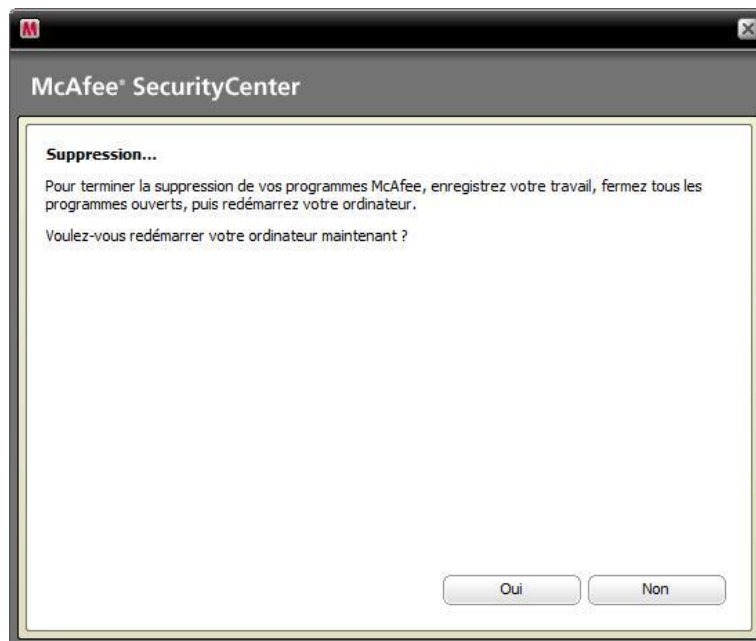 McAfee® SecurityCenter
Suppression...
Pour terminer la suppression de vos programmes McAfee, enregistrez votre travail, fermez tous les
programmes ouverts, puis redémarrez votre ordinateur.
Voulez-vous redémarrer votre ordinateur maintenant ?
Oui
Non